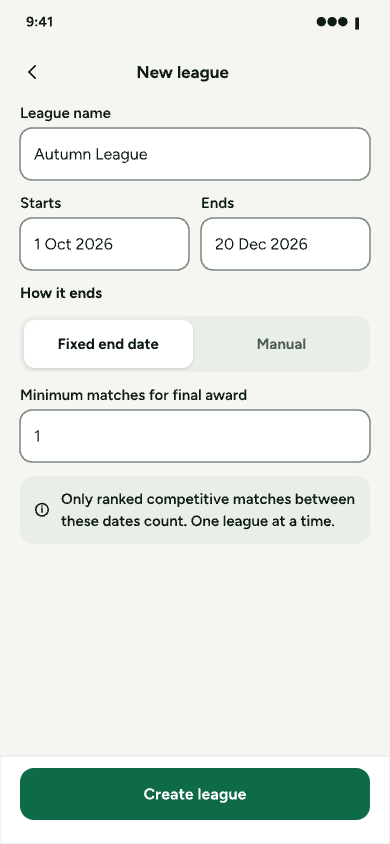 9:41
New league
League name
Autumn League
Starts
Ends
1 Oct 2026
20 Dec 2026
How it ends
Fixed end date
Manual
Minimum matches for final award
1
Only ranked competitive matches between
these dates count. One league at a time.
Create league